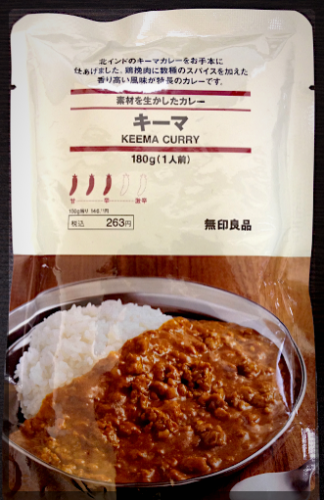 北インドのキーマカレーをお手本に
仕あげました。鶏挽肉に数種のスパイスを加えた
香り高い風味が特長のカレーです。
素材を生かしたカレー
キーマ
KEEMA CURRY
180g(1人前)
税込 263円
無印良品